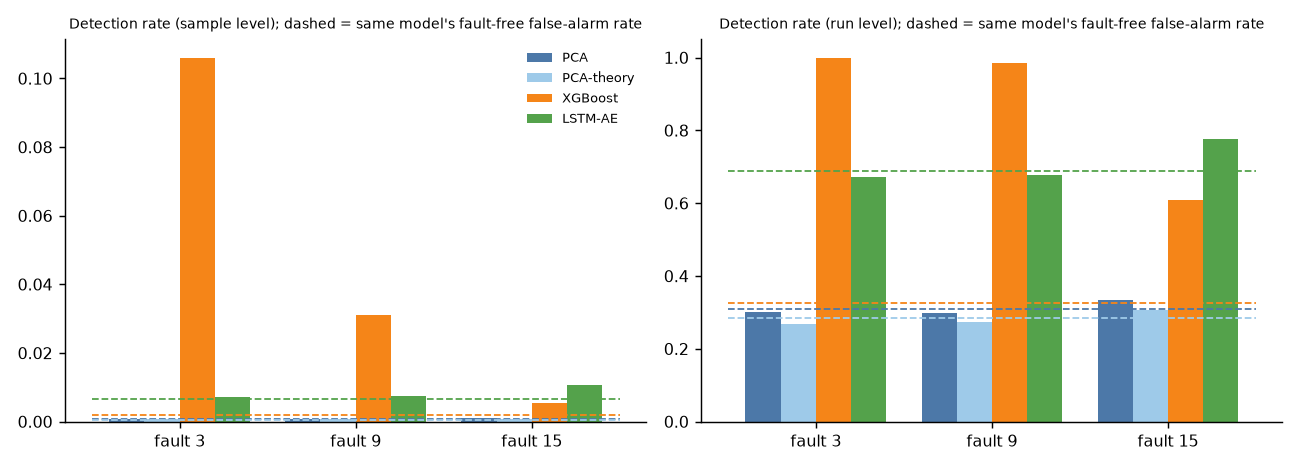 Detection rate (sample level); dashed = same model's fault-free false-alarm rate
0.10
0.08
0.06
0.04
0.02
0.00
fault 3
fault 9
fault 15
PCA
PCA-theory
XGBoost
LSTM-AE
Detection rate (run level); dashed = same model's fault-free false-alarm rate
1.0
0.8
0.6
0.4
0.2
0.0
fault 3
fault 9
fault 15